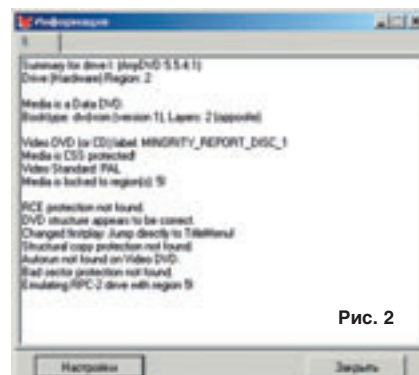 Информация
Summary for drive I: (AnyDVD 5.5.4.1)
Drive (Hardware) Region: 2
Media is a Data DVD.
Booktype: dvd-rom (version 1), Layers: 2 (opposite)
Video DVD (or CD) label: MINORITY_REPORT_DISC_1
Media is CSS protected!
Video Standard: PAL
Media is locked to region(s): 5!
RCE protection not found.
DVD structure appears to be correct.
Changed firstplay: Jump directly to TitleMenu!
Structural copy protection not found.
Autorun not found on Video DVD.
Bad sector protection not found.
Emulating RPC-2 drive with region 5!
Рис. 2
Настройки Закрыть